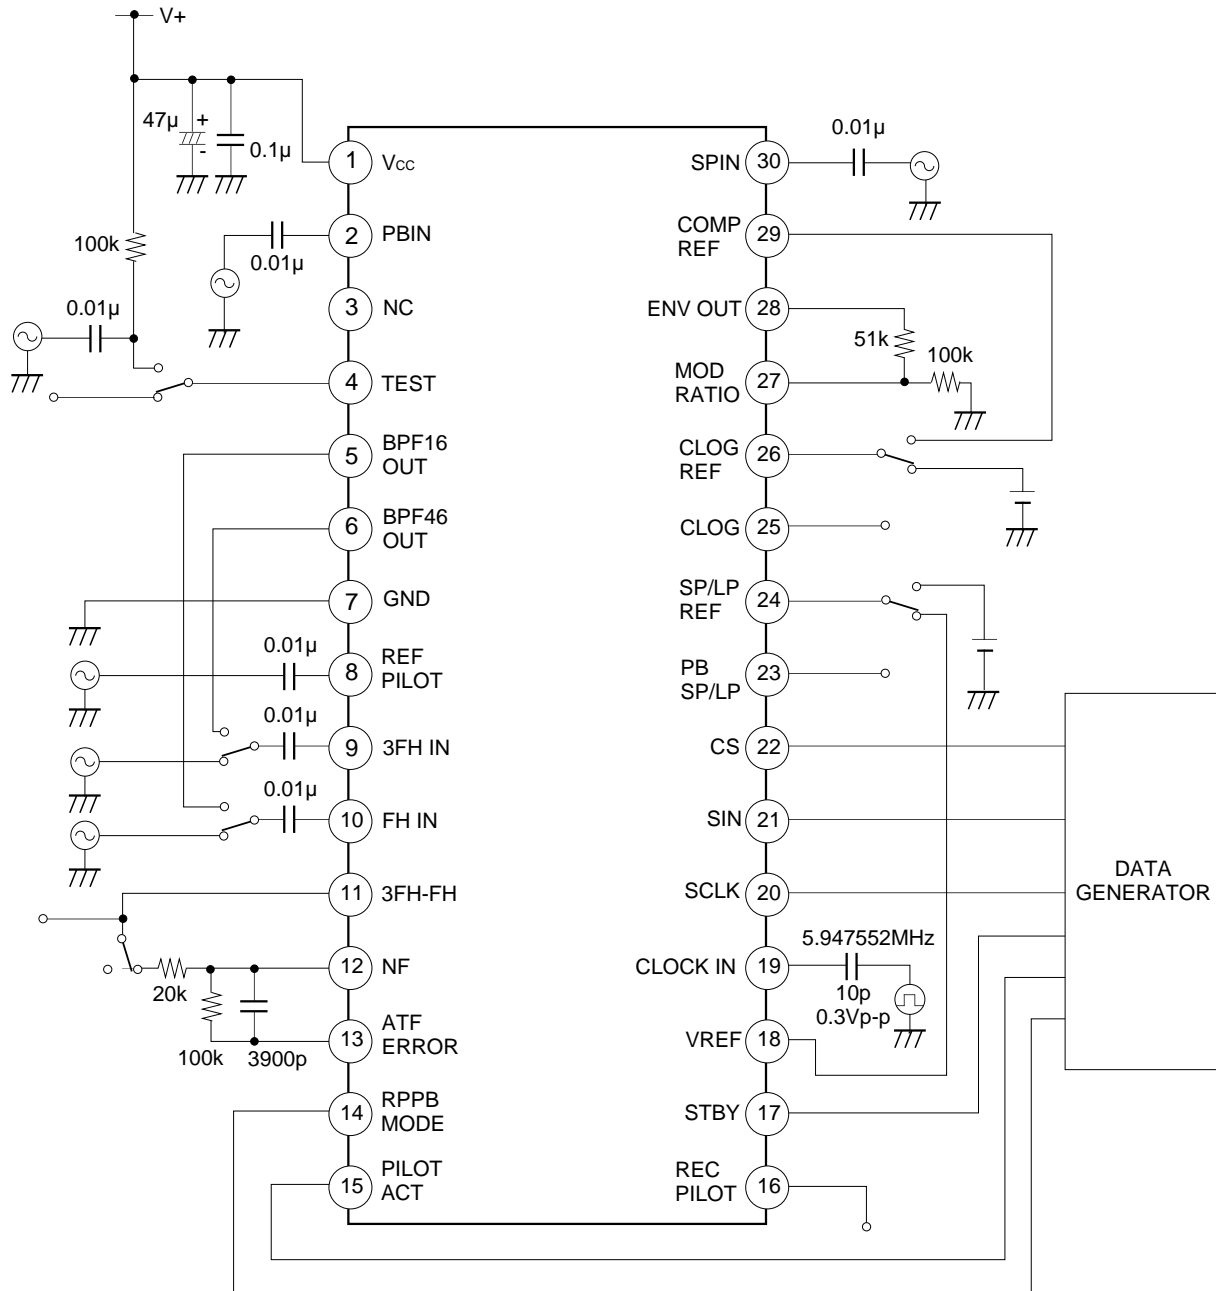 V+
47µ
+
-
0.1µ
100k
0.01µ
0.01µ
1
VCC
2
PBIN
3
NC
4
TEST
5
BPF16
OUT
6
BPF46
OUT
7
GND
0.01µ
8
REF
PILOT
0.01µ
9
3FH IN
0.01µ
10
FH IN
11
3FH-FH
20k
12
NF
100k
3900p
13
ATF
ERROR
14
RPPB
MODE
15
PILOT
ACT
0.01µ
SPIN
30
COMP
REF
29
ENV OUT
28
51k
100k
MOD
RATIO
27
CLOG
REF
26
CLOG
25
SP/LP
REF
24
PB
SP/LP
23
CS
22
SIN
21
SCLK
20
5.947552MHz
CLOCK IN
19
10p
0.3Vp-p
VREF
18
STBY
17
REC
PILOT
16
DATA
GENERATOR